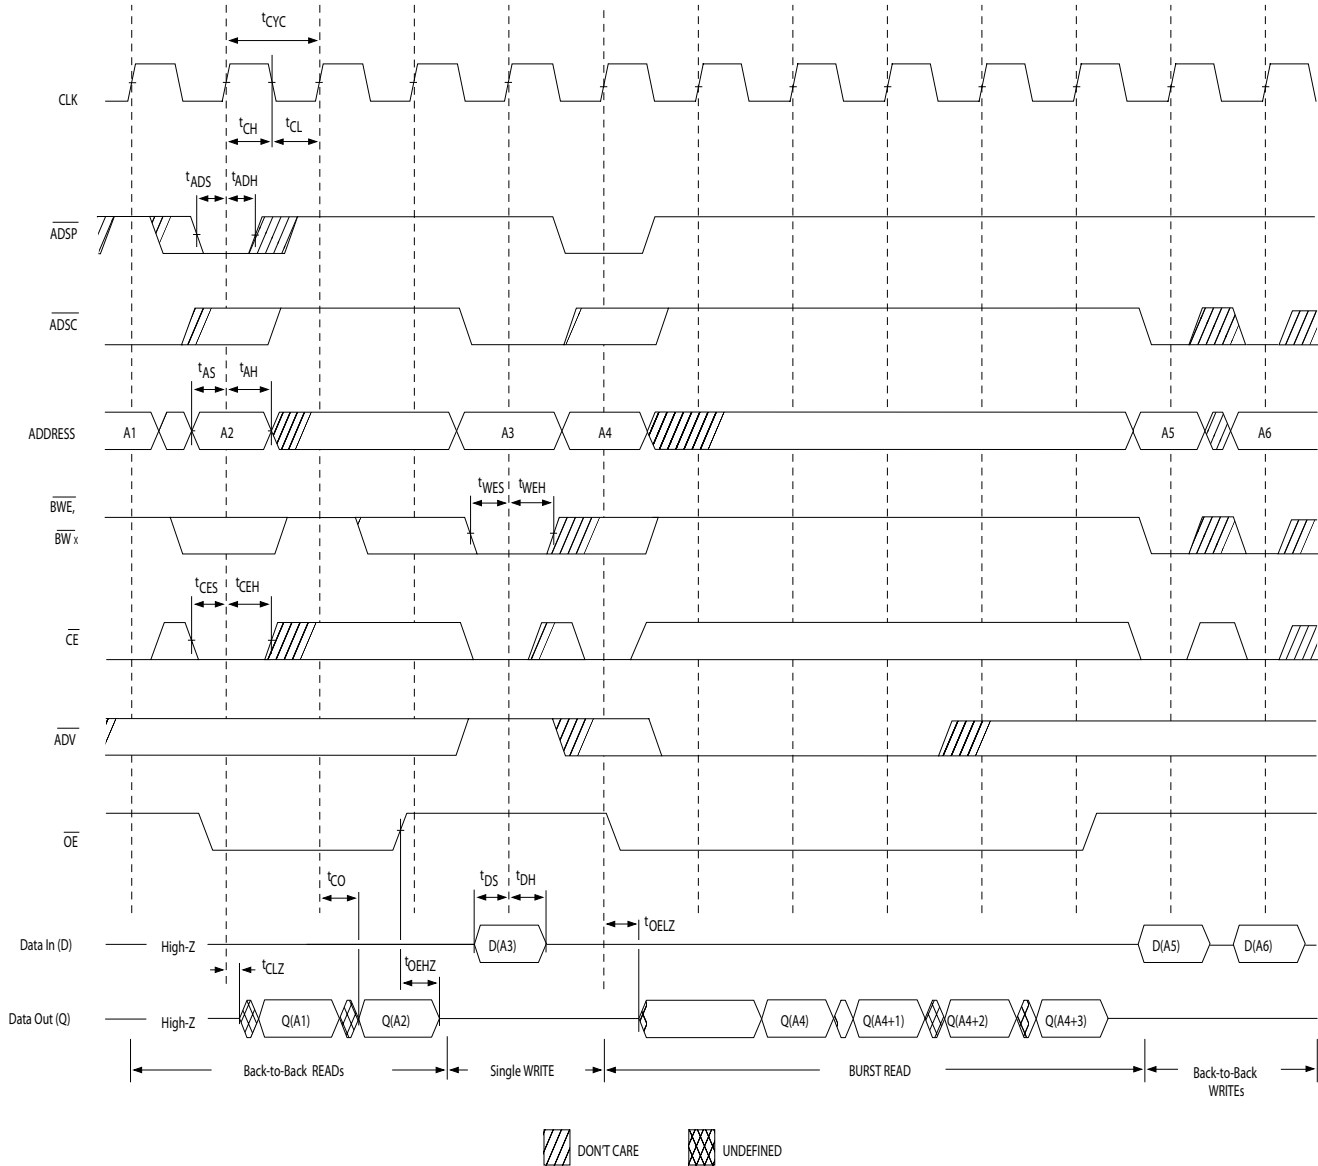 tCYC
CLK
tCH tCL
tADS tADH
ADSP
ADSC
tAS tAH
ADDRESS A1 A2 A3 A4 A5 A6
tWES tWEH
BWE,
BW x
tCES tCEH
CE
ADV
OE
tCO tDS tDH
tOELZ
Data In (D) High-Z D(A3) D(A5) D(A6)
tCLZ tOEHZ
Data Out (Q) High-Z Q(A1) Q(A2) Q(A4) Q(A4+1) Q(A4+2) Q(A4+3)
Back-to-Back READs Single WRITE BURST READ Back-to-Back
WRITEs
DON'T CARE UNDEFINED